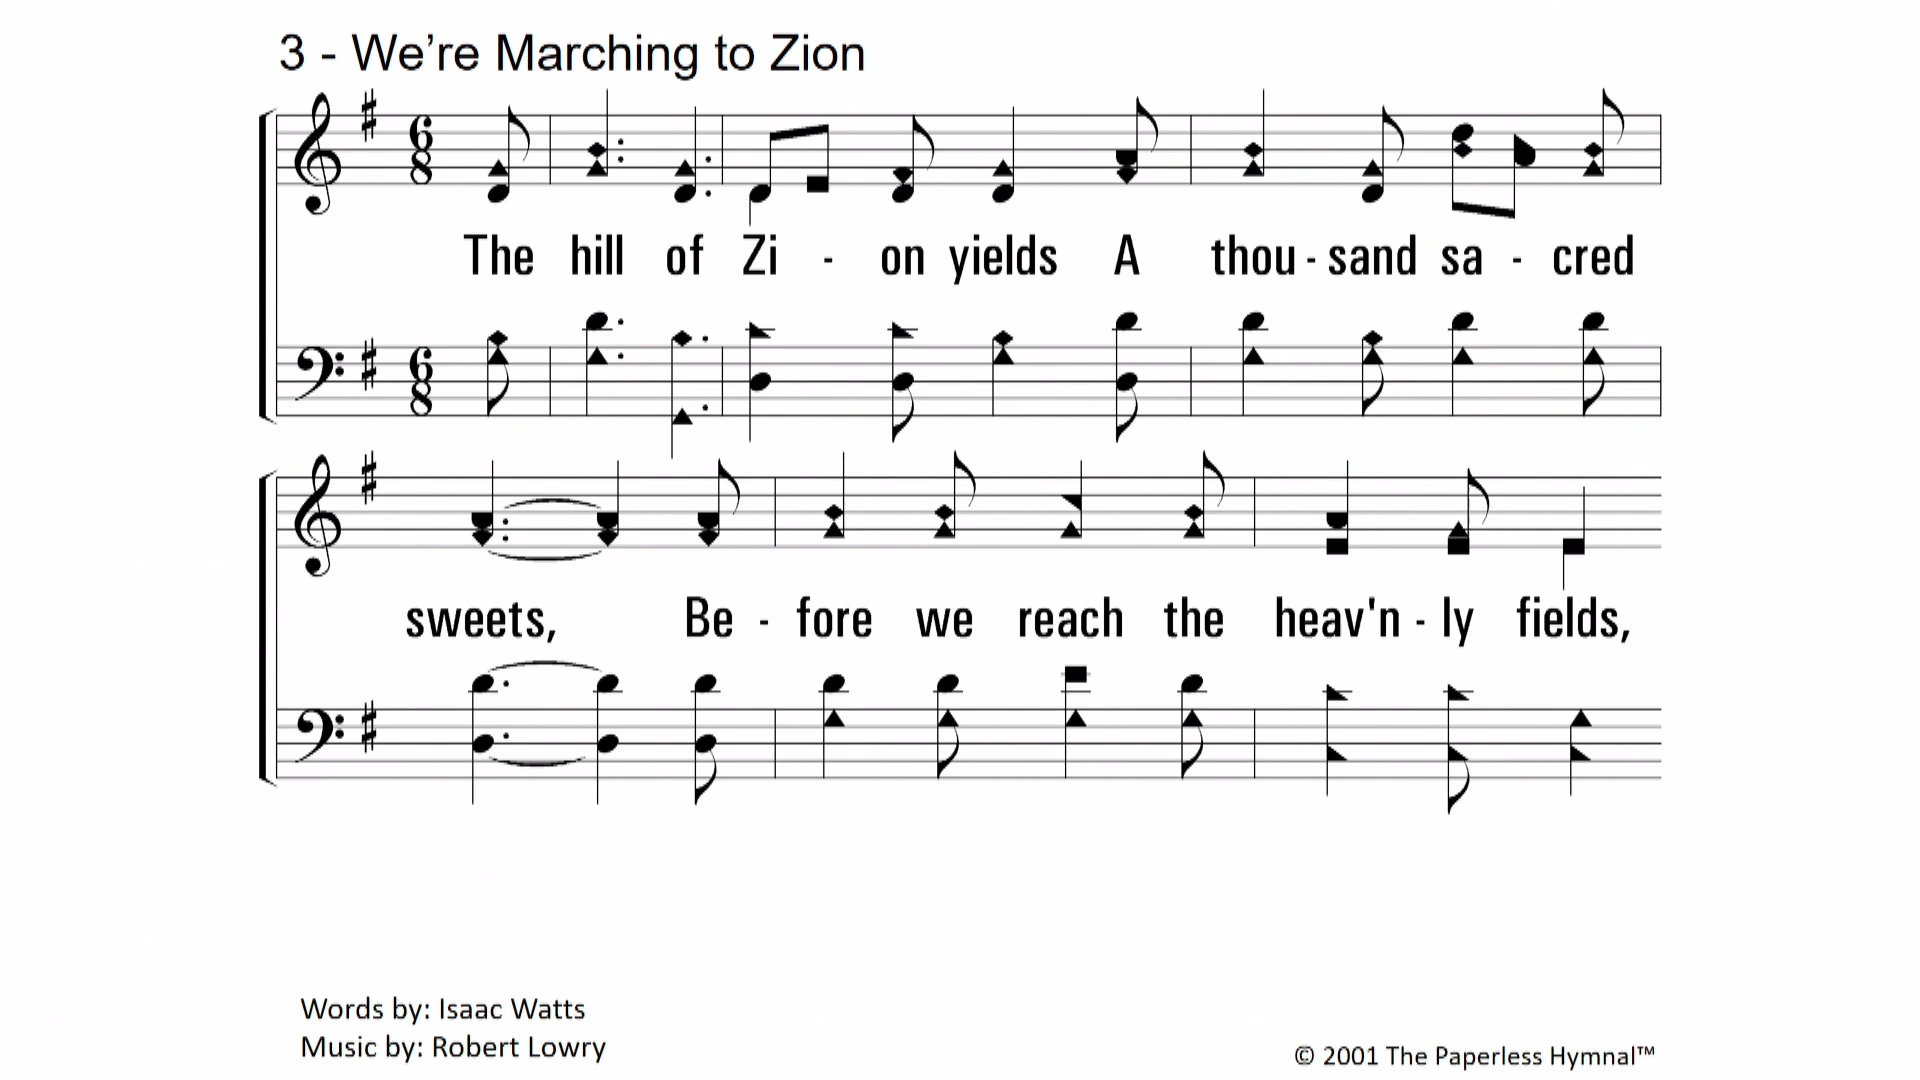 3 - We’re Marching to Zion
6
8
The hill of Zi - on yields A thou - sand sa - cred
6
8
sweets, Be - fore we reach the heav'n - ly fields,
Words by: Isaac Watts
Music by: Robert Lowry
© 2001 The Paperless Hymnal™